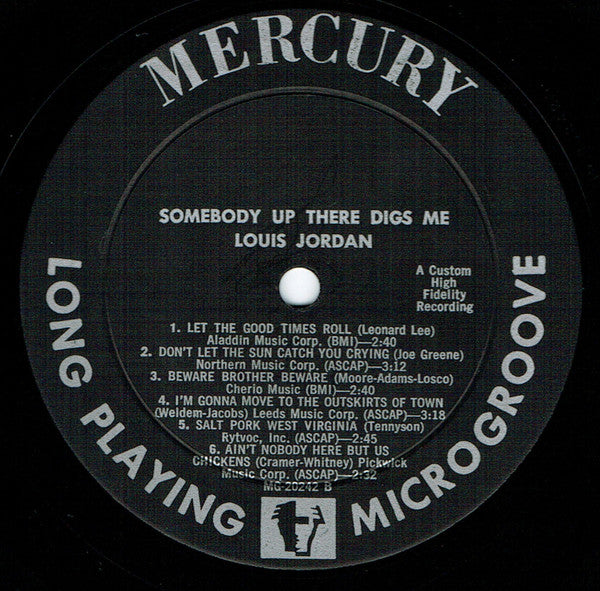 MERCURY
SOMEBODY UP THERE DIGS ME
LOUIS JORDAN
A Custom
High
Fidelity
Recording
1. LET THE GOOD TIMES ROLL (Leonard Lee)
Aladdin Music Corp. (BMI)—2:40
2. DON'T LET THE SUN CATCH YOU CRYING (Joe Greene)
Northern Music Corp. (ASCAP)—3:12
3. BEWARE BROTHER BEWARE (Moore-Adams-Losco)
Cherio Music (BMI)—2:40
4. I'M GONNA MOVE TO THE OUTSKIRTS OF TOWN
(Weldem-Jacobs) Leeds Music Corp. (ASCAP)—3:18
5. SALT PORK WEST VIRGINIA (Tennyson)
Rytvoc, Inc. (ASCAP)—2:45
6. AIN'T NOBODY HERE BUT US
CHICKENS (Cramer-Whitney) Pickwick
Music Corp. (ASCAP)—2:32
MG-20242 B
LONG PLAYING MICROGROOVE